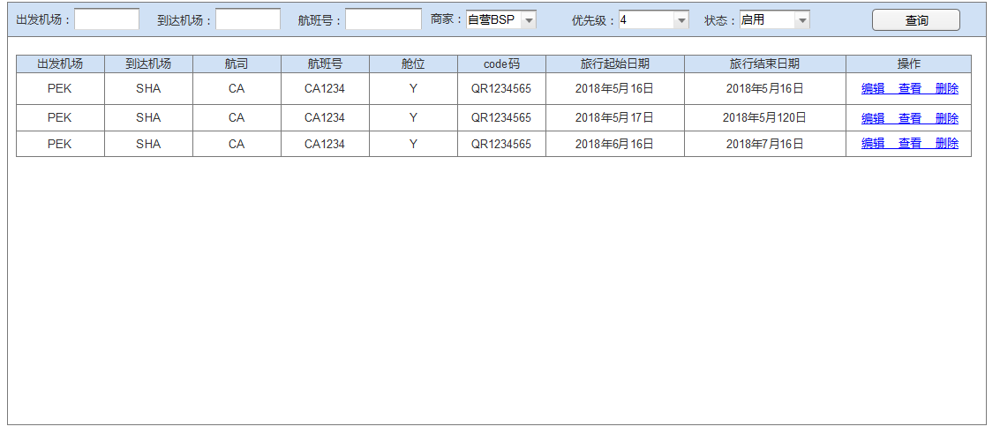 出发机场： 到达机场： 航班号： 商家： 自营BSP 优先级： 4 状态： 启用 查询
出发机场 到达机场 航司 航班号 舱位 code码 旅行起始日期 旅行结束日期 操作
PEK SHA CA CA1234 Y QR1234565 2018年5月16日 2018年5月16日 编辑 查看 删除
PEK SHA CA CA1234 Y QR1234565 2018年5月17日 2018年5月120日 编辑 查看 删除
PEK SHA CA CA1234 Y QR1234565 2018年6月16日 2018年7月16日 编辑 查看 删除